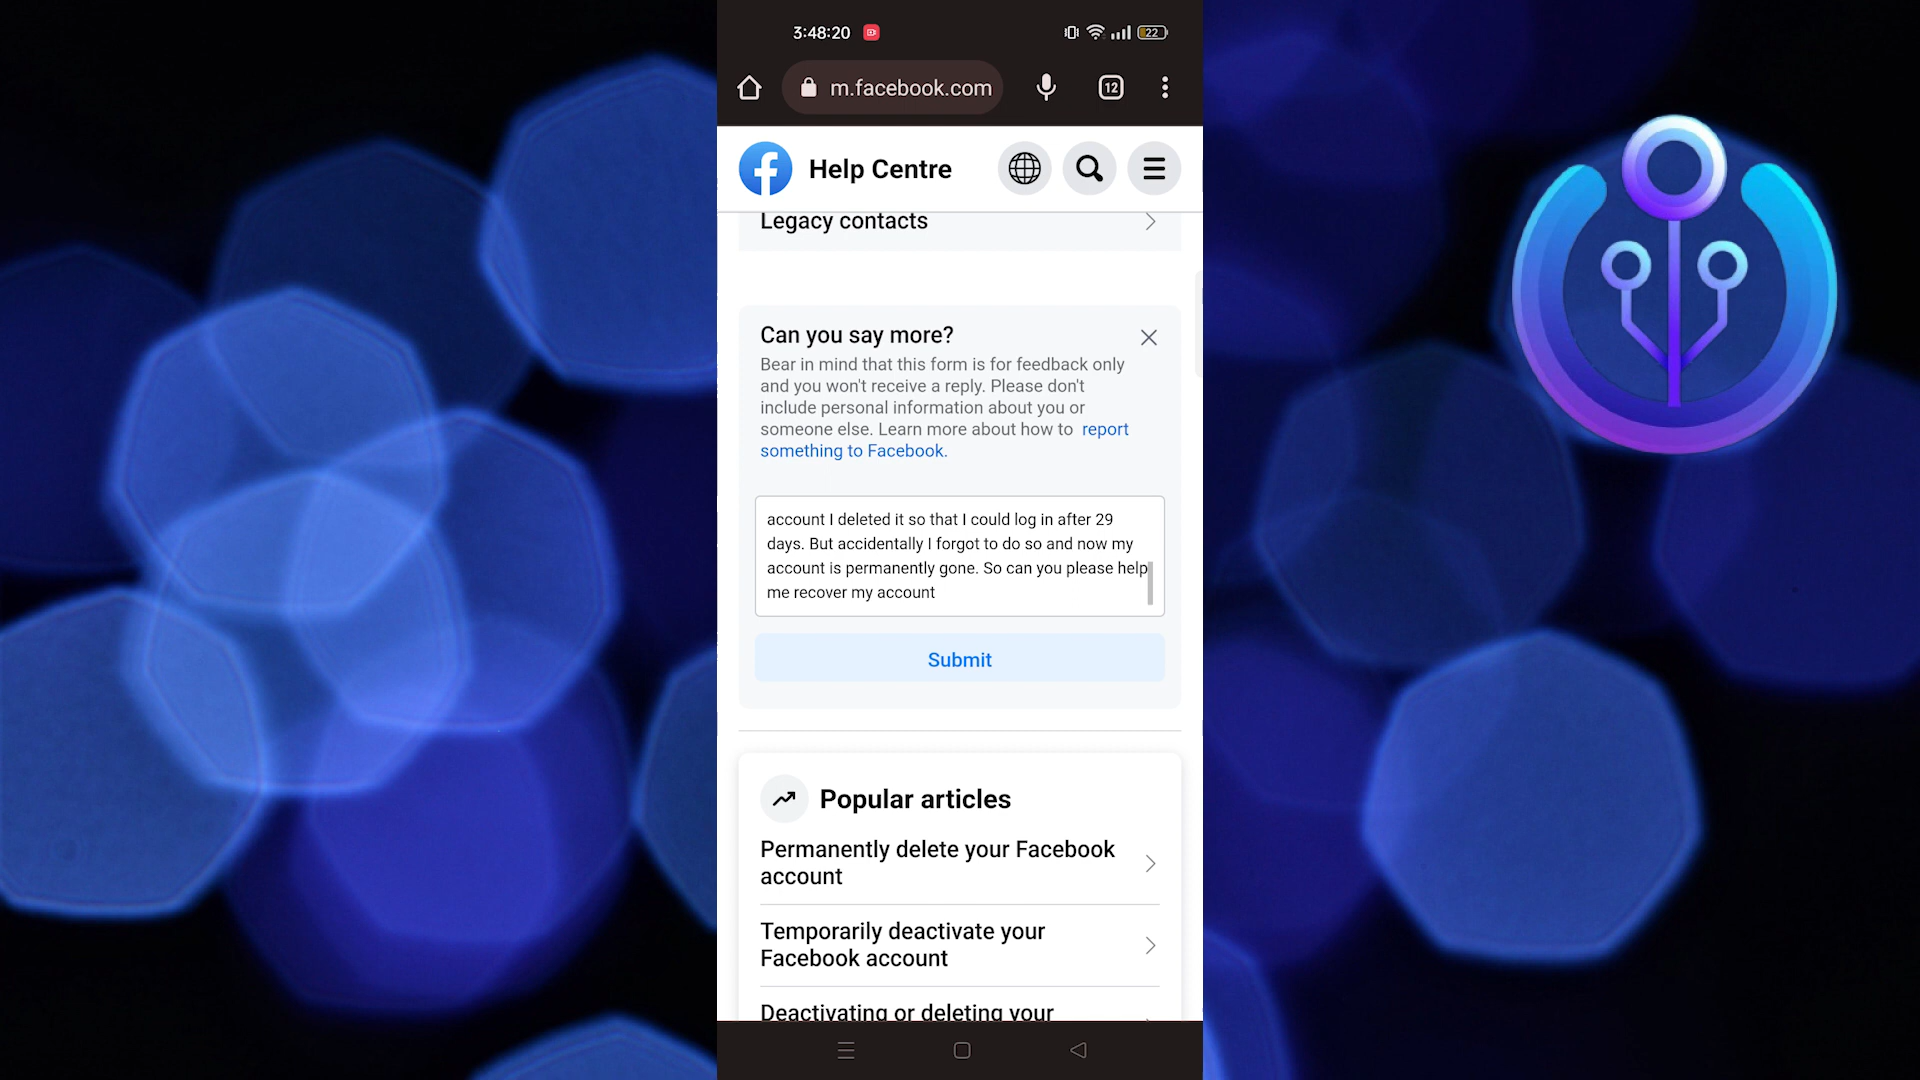 3:48:20
22
m.facebook.com
12
Help Centre
Legacy contacts
Can you say more?
Bear in mind that this form is for feedback only
and you won't receive a reply. Please don't
include personal information about you or
someone else. Learn more about how to report
something to Facebook.
account I deleted it so that I could log in after 29
days. But accidentally I forgot to do so and now my
account is permanently gone. So can you please help
me recover my account
Submit
Popular articles
Permanently delete your Facebook
account
Temporarily deactivate your
Facebook account
Deactivating or deleting your